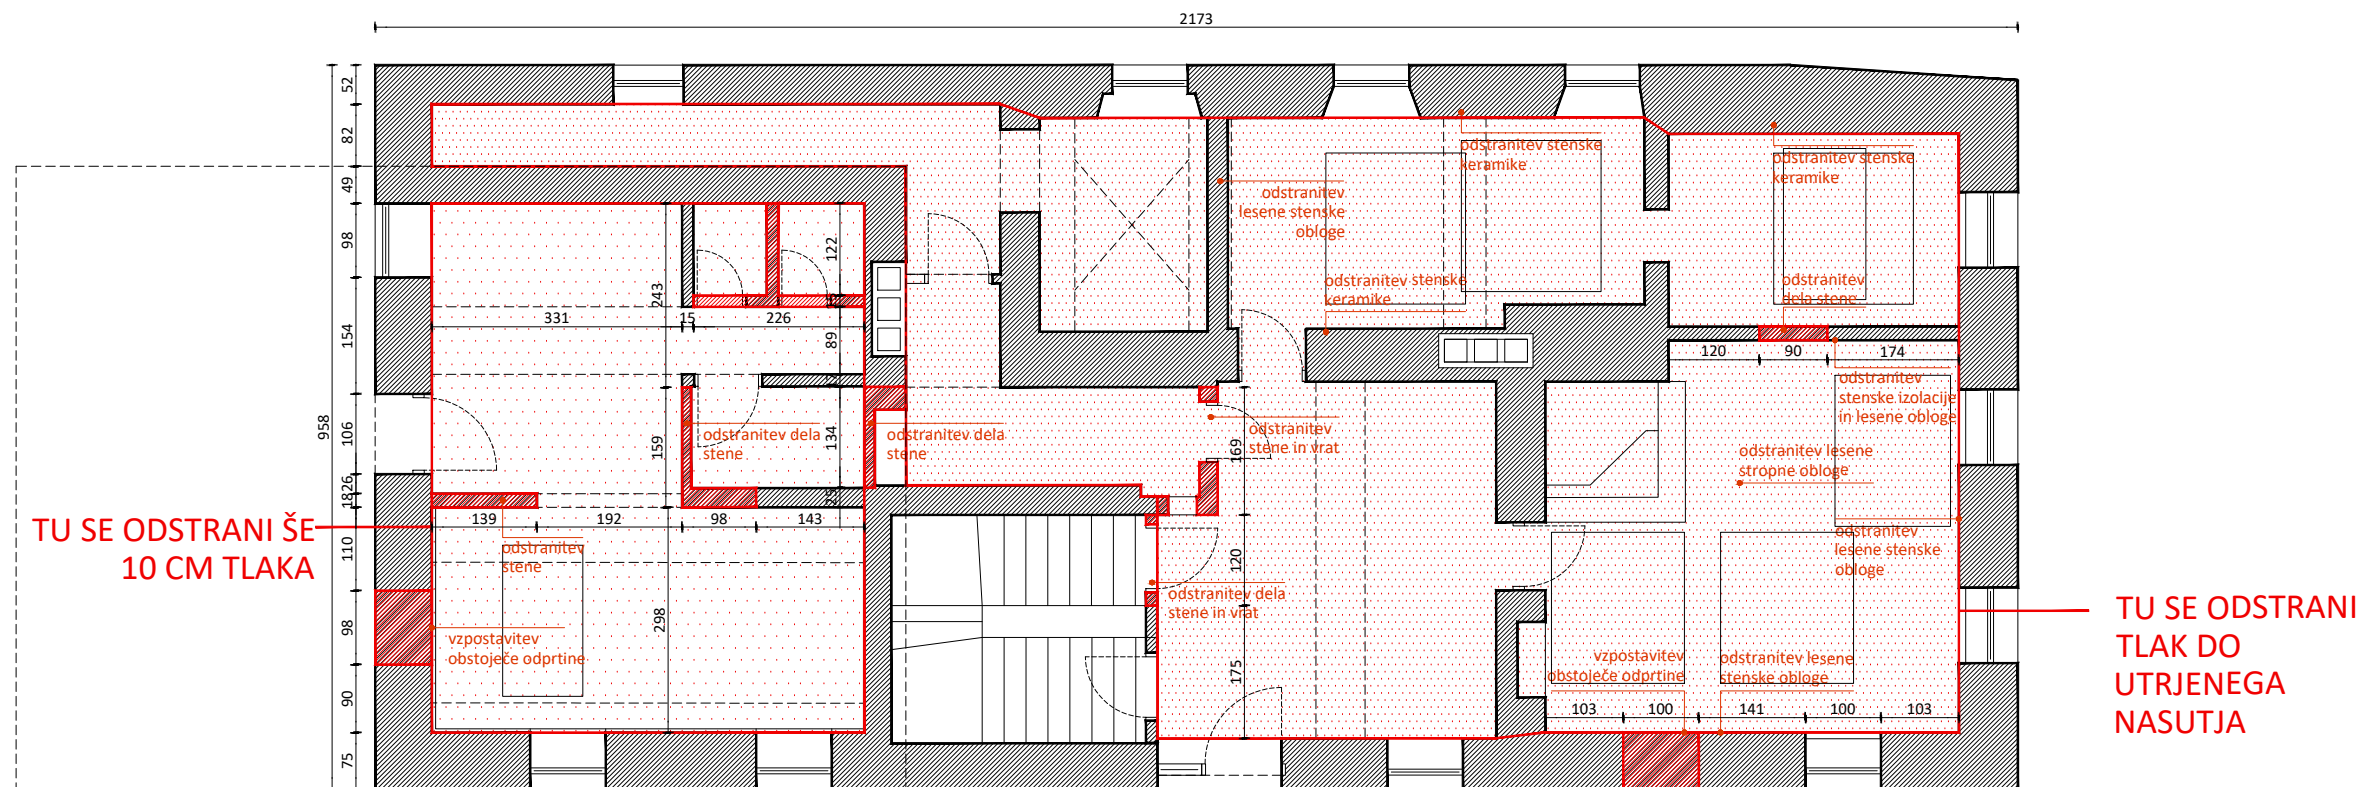 2173
52
82
49
98
154
106
26
18
110
98
90
75
958
243
331
15
226
122
15
89
17
134
25
159
139
192
98
143
298
169
120
175
120
90
174
103
100
141
100
103
odstranitev
lesene stenske
obloge
odstranitev stenske
keramike
odstranitev stenske
keramike
odstranitev stenske
keramike
odstranitev
dela stene
odstranitev
stenske izolacije
in lesene obloge
odstranitev lesene
stropne obloge
odstranitev
lesene stenske
obloge
odstranitev dela
stene
odstranitev dela
stene
odstranitev
stene in vrat
odstranitev
stene
odstranitev dela
stene in vrat
vzpostavitev
obstoječe odprtine
vzpostavitev
obstoječe odprtine
odstranitev lesene
stenske obloge
TU SE ODSTRANI ŠE
10 CM TLAKA
TU SE ODSTRANI
TLAK DO
UTRJENEGA
NASUTJA